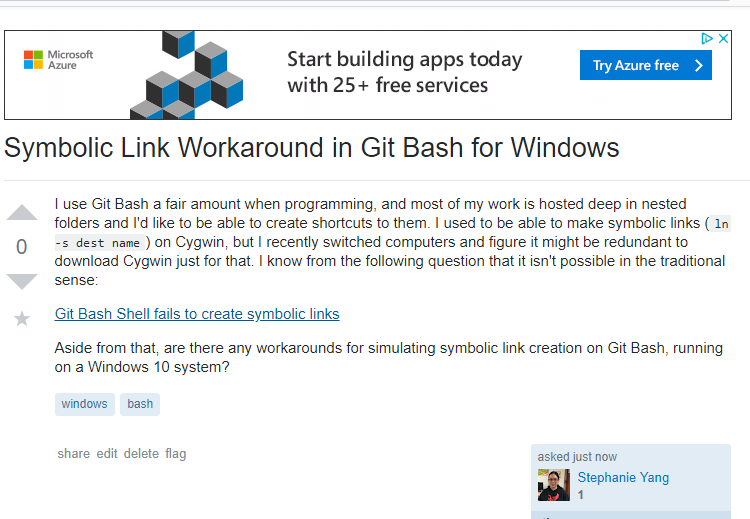 Microsoft
Azure
Start building apps today
with 25+ free services
Try Azure free
Symbolic Link Workaround in Git Bash for Windows
I use Git Bash a fair amount when programming, and most of my work is hosted deep in nested
folders and I'd like to be able to create shortcuts to them. I used to be able to make symbolic links ( ln
-s dest name ) on Cygwin, but I recently switched computers and figure it might be redundant to
download Cygwin just for that. I know from the following question that it isn't possible in the traditional
sense:
0
Git Bash Shell fails to create symbolic links
Aside from that, are there any workarounds for simulating symbolic link creation on Git Bash, running
on a Windows 10 system?
windows bash
share edit delete flag
asked just now
Stephanie Yang
1